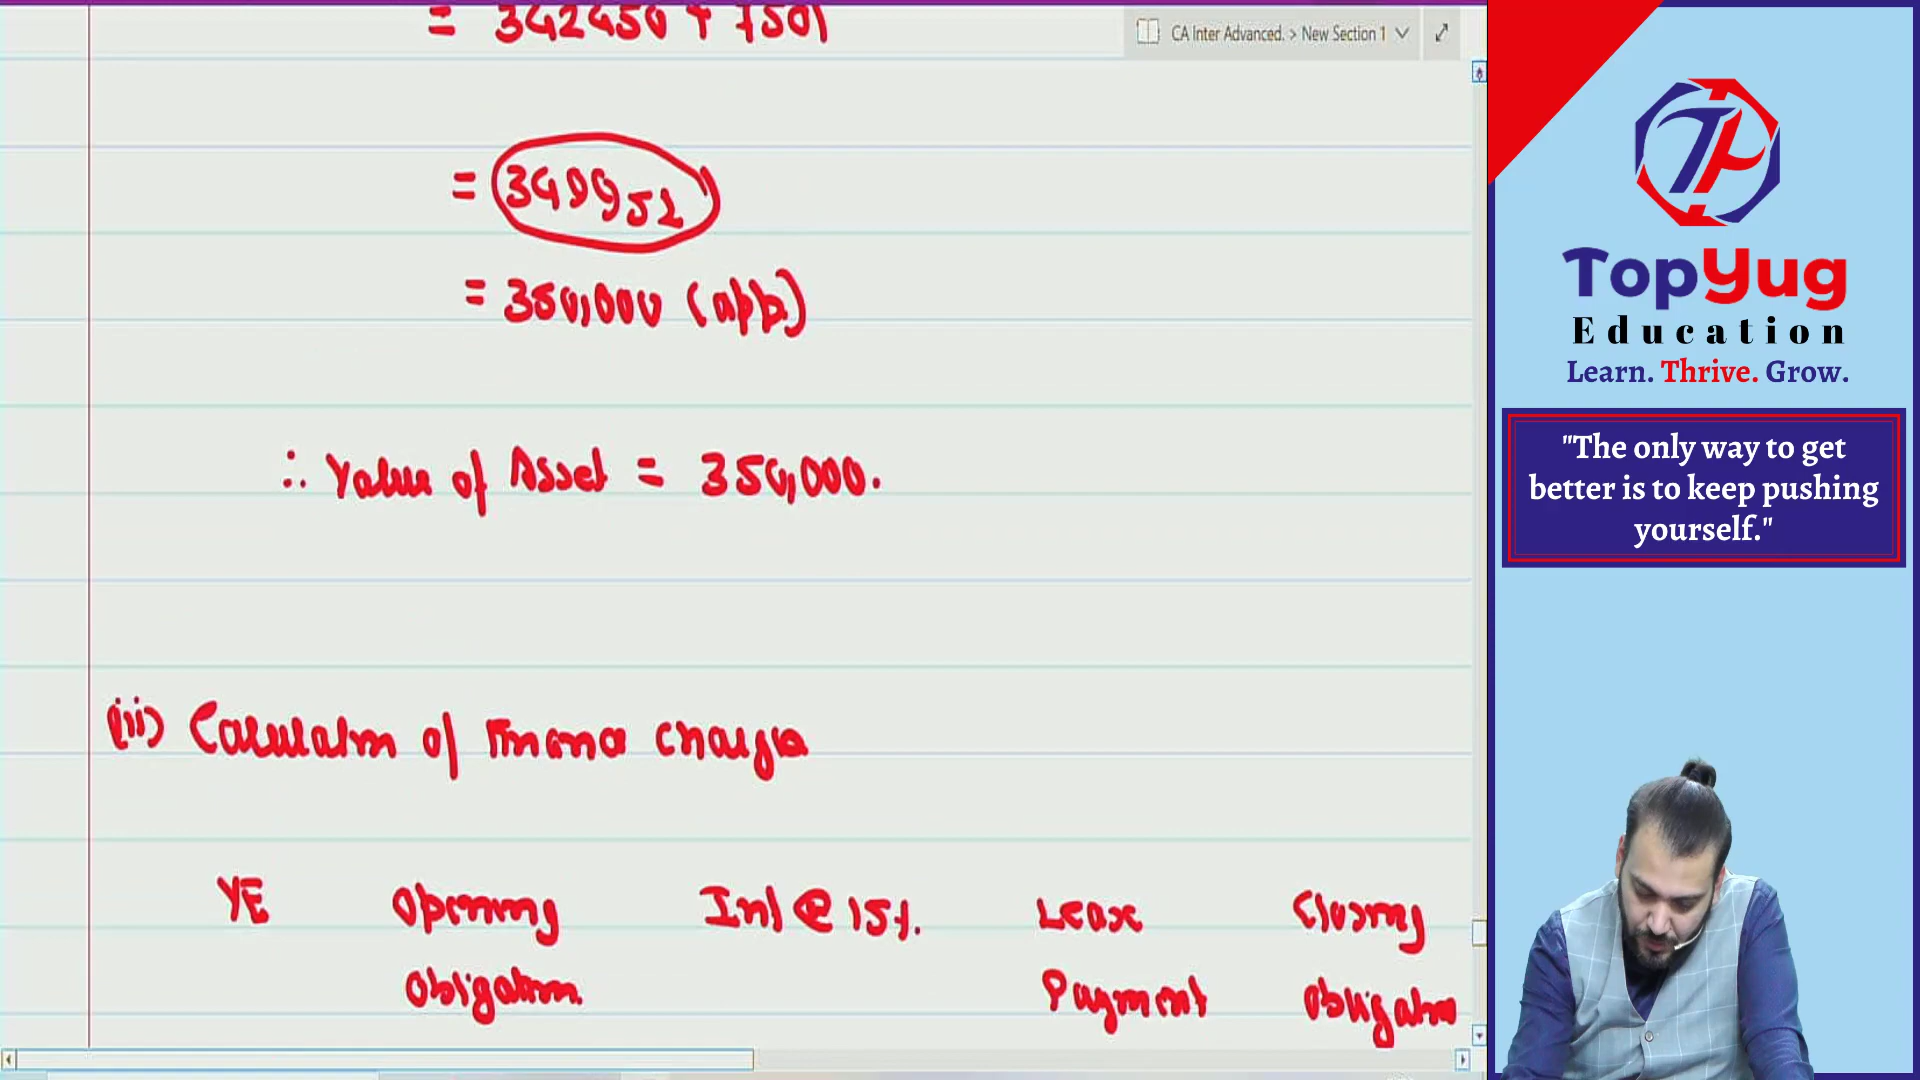 = 342450 + 7501
CA Inter Advanced. > New Section 1
= 349952
= 350,000 (app)
∴ Value of Asset = 350,000.
(iii) Calculation of Finance charges
YE Opening Int @ 15%. Lease Closing
Obligation Payment Obligation
TopYug
Education
Learn. Thrive. Grow.
"The only way to get
better is to keep pushing
yourself."